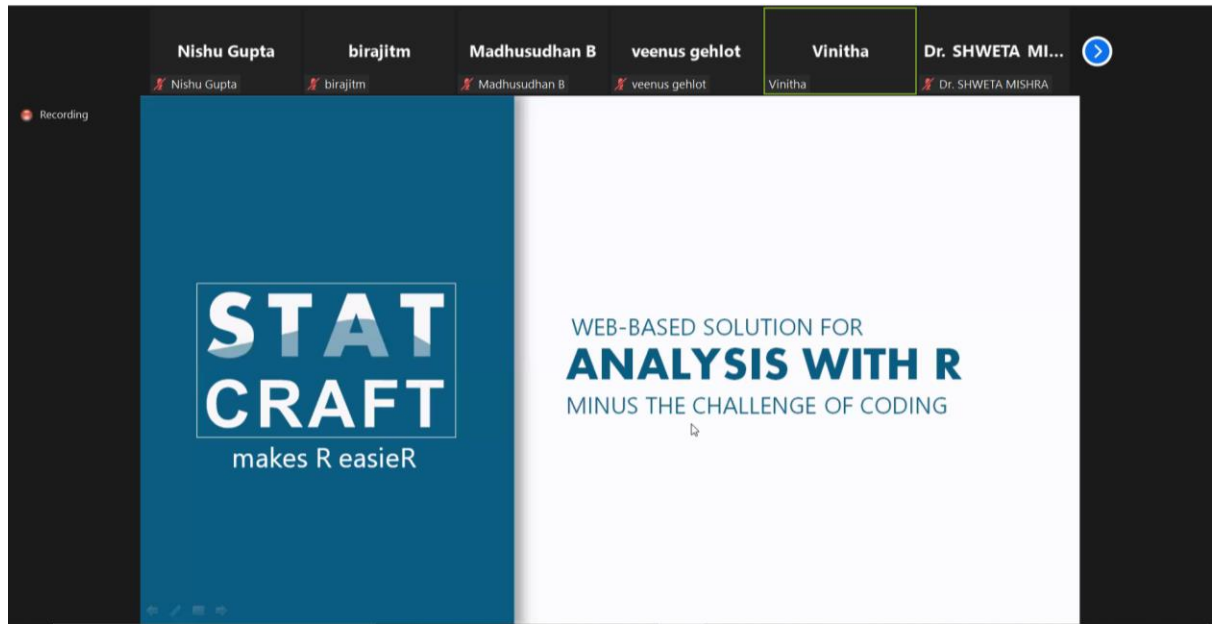 Nishu Gupta
birajitm
Madhusudhan B
veenus gehlot
Vinitha
Dr. SHWETA MI...
Nishu Gupta
birajitm
Madhusudhan B
veenus gehlot
Vinitha
Dr. SHWETA MISHRA
Recording
STAT
CRAFT
makes R easieR
WEB-BASED SOLUTION FOR
ANALYSIS WITH R
MINUS THE CHALLENGE OF CODING